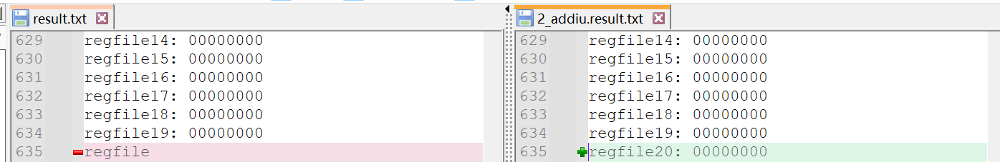 result.txt
629 regfile14: 00000000
630 regfile15: 00000000
631 regfile16: 00000000
632 regfile17: 00000000
633 regfile18: 00000000
634 regfile19: 00000000
635 regfile
2_addiu.result.txt
629 regfile14: 00000000
630 regfile15: 00000000
631 regfile16: 00000000
632 regfile17: 00000000
633 regfile18: 00000000
634 regfile19: 00000000
635 regfile20: 00000000